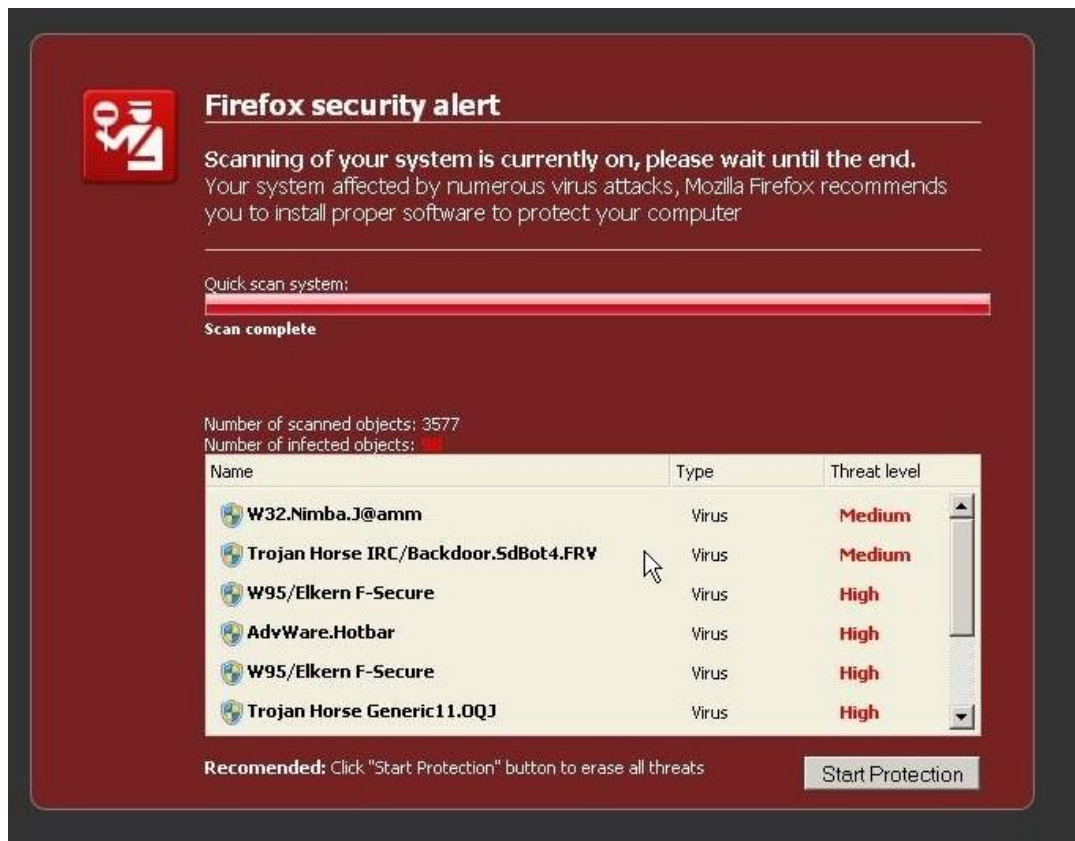 Firefox security alert
Scanning of your system is currently on, please wait until the end.
Your system affected by numerous virus attacks, Mozilla Firefox recommends
you to install proper software to protect your computer
Quick scan system:
Scan complete
Number of scanned objects: 3577
Number of infected objects:
Name Type Threat level
W32.Nimba.J@amm Virus Medium
Trojan Horse IRC/Backdoor.SdBot4.FRV Virus Medium
W95/Elkern F-Secure Virus High
AdvWare.Hotbar Virus High
W95/Elkern F-Secure Virus High
Trojan Horse Generic11.OQJ Virus High
Recomended: Click "Start Protection" button to erase all threats
Start Protection